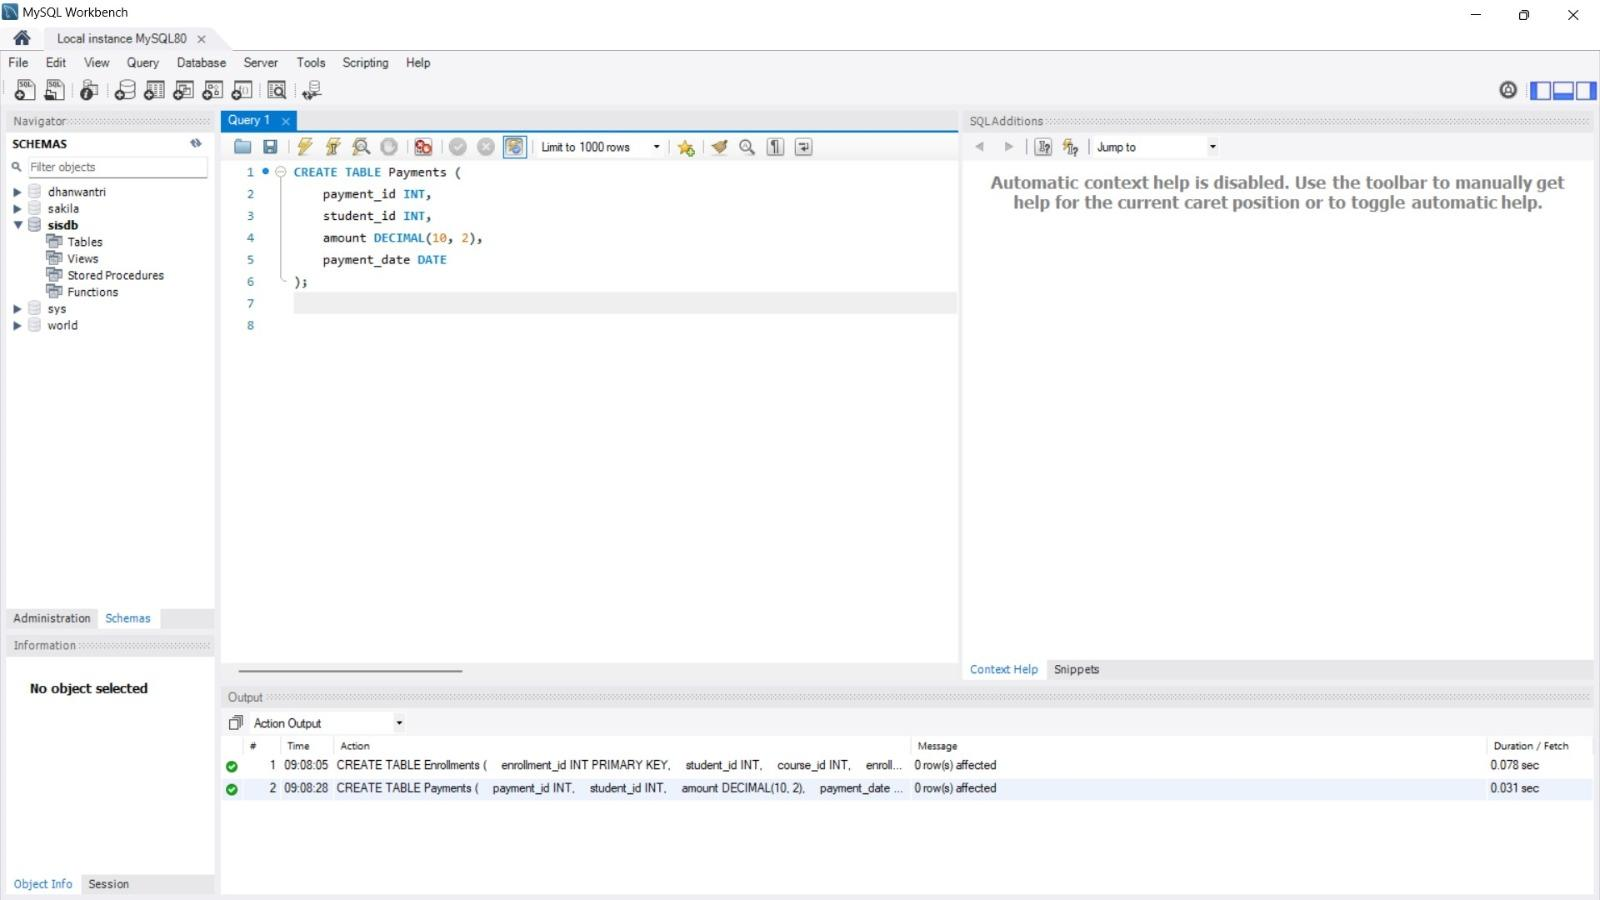 MySQL Workbench
Local instance MySQL80
File Edit View Query Database Server Tools Scripting Help
Navigator
SCHEMAS
Filter objects
dhanwantri
sakila
sisdb
Tables
Views
Stored Procedures
Functions
sys
world
Administration Schemas
Information
No object selected
Object Info Session
Query 1
Limit to 1000 rows
1 CREATE TABLE Payments (
2 payment_id INT,
3 student_id INT,
4 amount DECIMAL(10, 2),
5 payment_date DATE
6 );
7
8
SQLAdditions
Jump to
Automatic context help is disabled. Use the toolbar to manually get
help for the current caret position or to toggle automatic help.
Context Help Snippets
Output
Action Output
# Time Action Message Duration / Fetch
1 09:08:05 CREATE TABLE Enrollments ( enrollment_id INT PRIMARY KEY, student_id INT, course_id INT, enroll... 0 row(s) affected 0.078 sec
2 09:08:28 CREATE TABLE Payments ( payment_id INT, student_id INT, amount DECIMAL(10, 2), payment_date ... 0 row(s) affected 0.031 sec